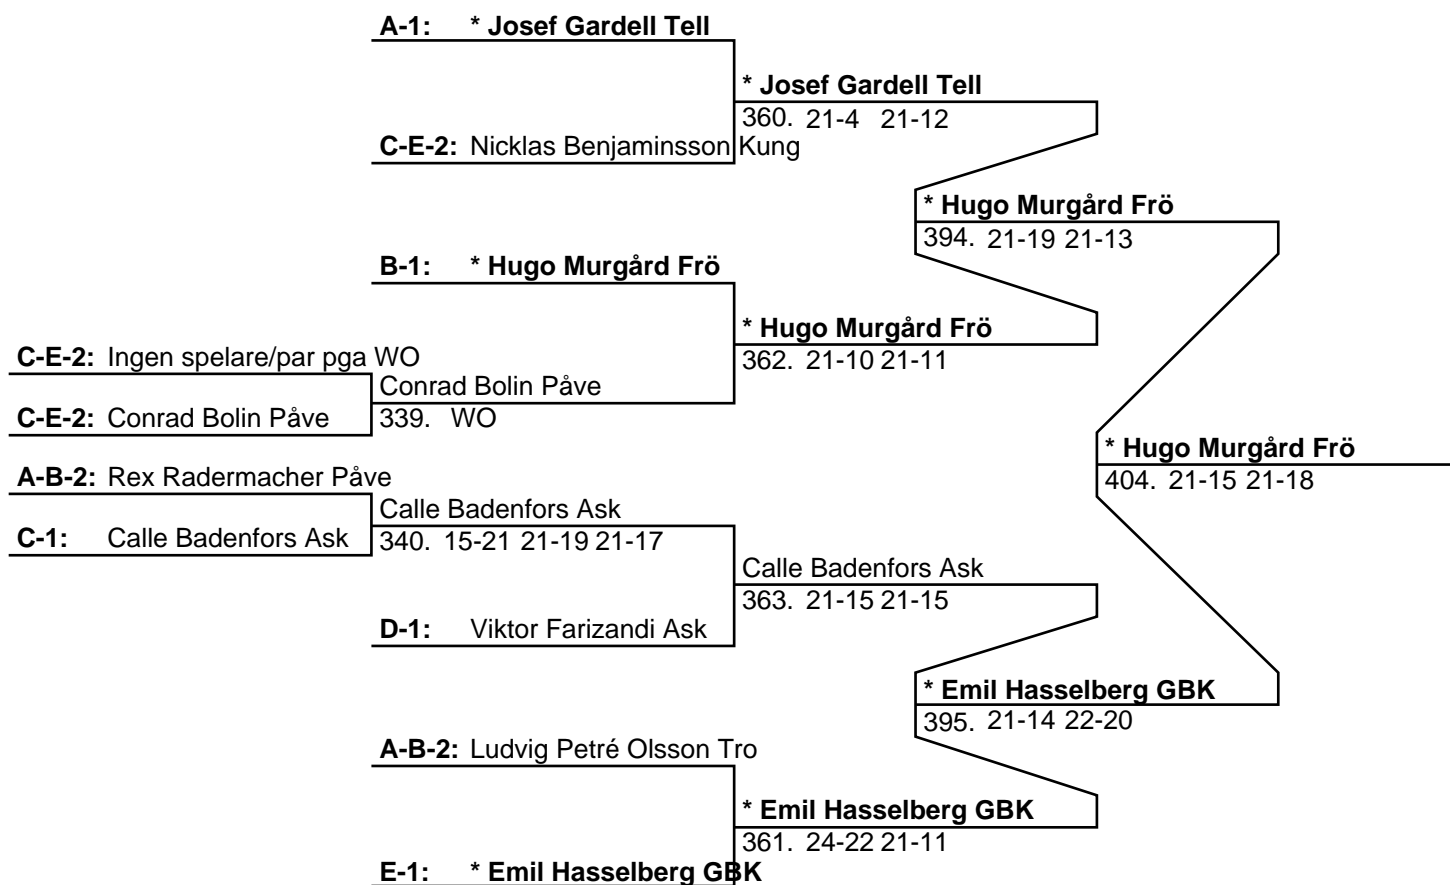 A-1: * Josef Gardell Tell
* Josef Gardell Tell
360. 21-4 21-12
C-E-2: Nicklas Benjaminsson Kung
* Hugo Murgård Frö
394. 21-19 21-13
B-1: * Hugo Murgård Frö
* Hugo Murgård Frö
362. 21-10 21-11
C-E-2: Ingen spelare/par pga WO
Conrad Bolin Påve
C-E-2: Conrad Bolin Påve
339. WO
* Hugo Murgård Frö
404. 21-15 21-18
A-B-2: Rex Radermacher Påve
Calle Badenfors Ask
C-1: Calle Badenfors Ask
340. 15-21 21-19 21-17
Calle Badenfors Ask
363. 21-15 21-15
D-1: Viktor Farizandi Ask
* Emil Hasselberg GBK
395. 21-14 22-20
A-B-2: Ludvig Petré Olsson Tro
* Emil Hasselberg GBK
361. 24-22 21-11
E-1: * Emil Hasselberg GBK